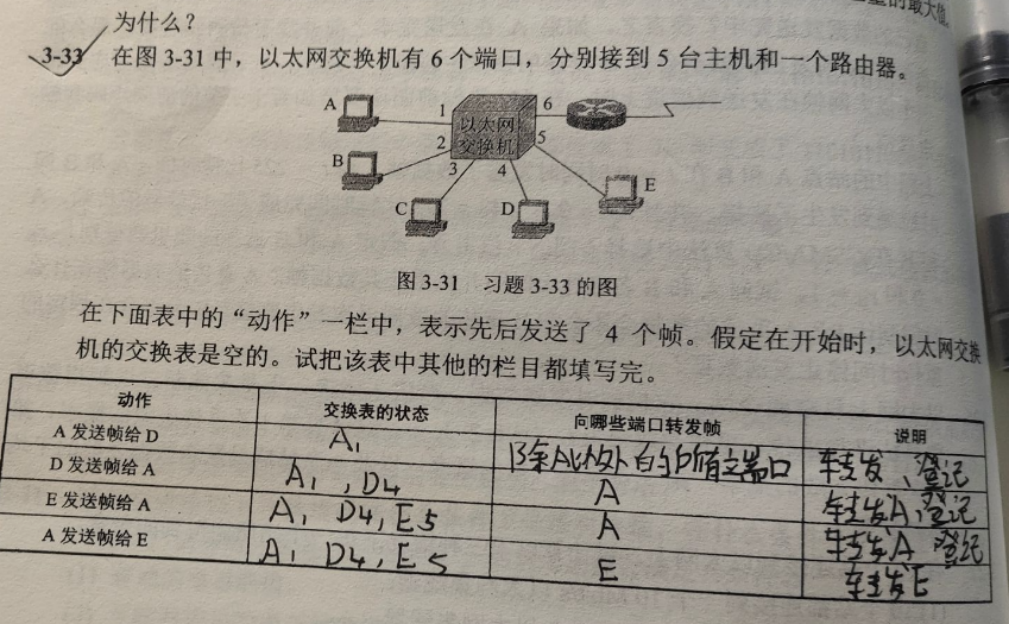 的最大值。
为什么？
3-33 在图 3-31 中，以太网交换机有 6 个端口，分别接到 5 台主机和一个路由器。
A 1 以太网 6
B 2 交换机 5
3 4 E
C D
图 3-31 习题 3-33 的图
在下面表中的“动作”一栏中，表示先后发送了 4 个帧。假定在开始时，以太网交换
机的交换表是空的。试把该表中其他的栏目都填写完。
动作 交换表的状态 向哪些端口转发帧 说明
A 发送帧给 D A1 除A以外的所有端口 转发、登记
D 发送帧给 A A1，D4 A 转发A，登记
E 发送帧给 A A1 D4，E5 A 转发A 登记
A 发送帧给 E A1 D4，E5 E 转发E